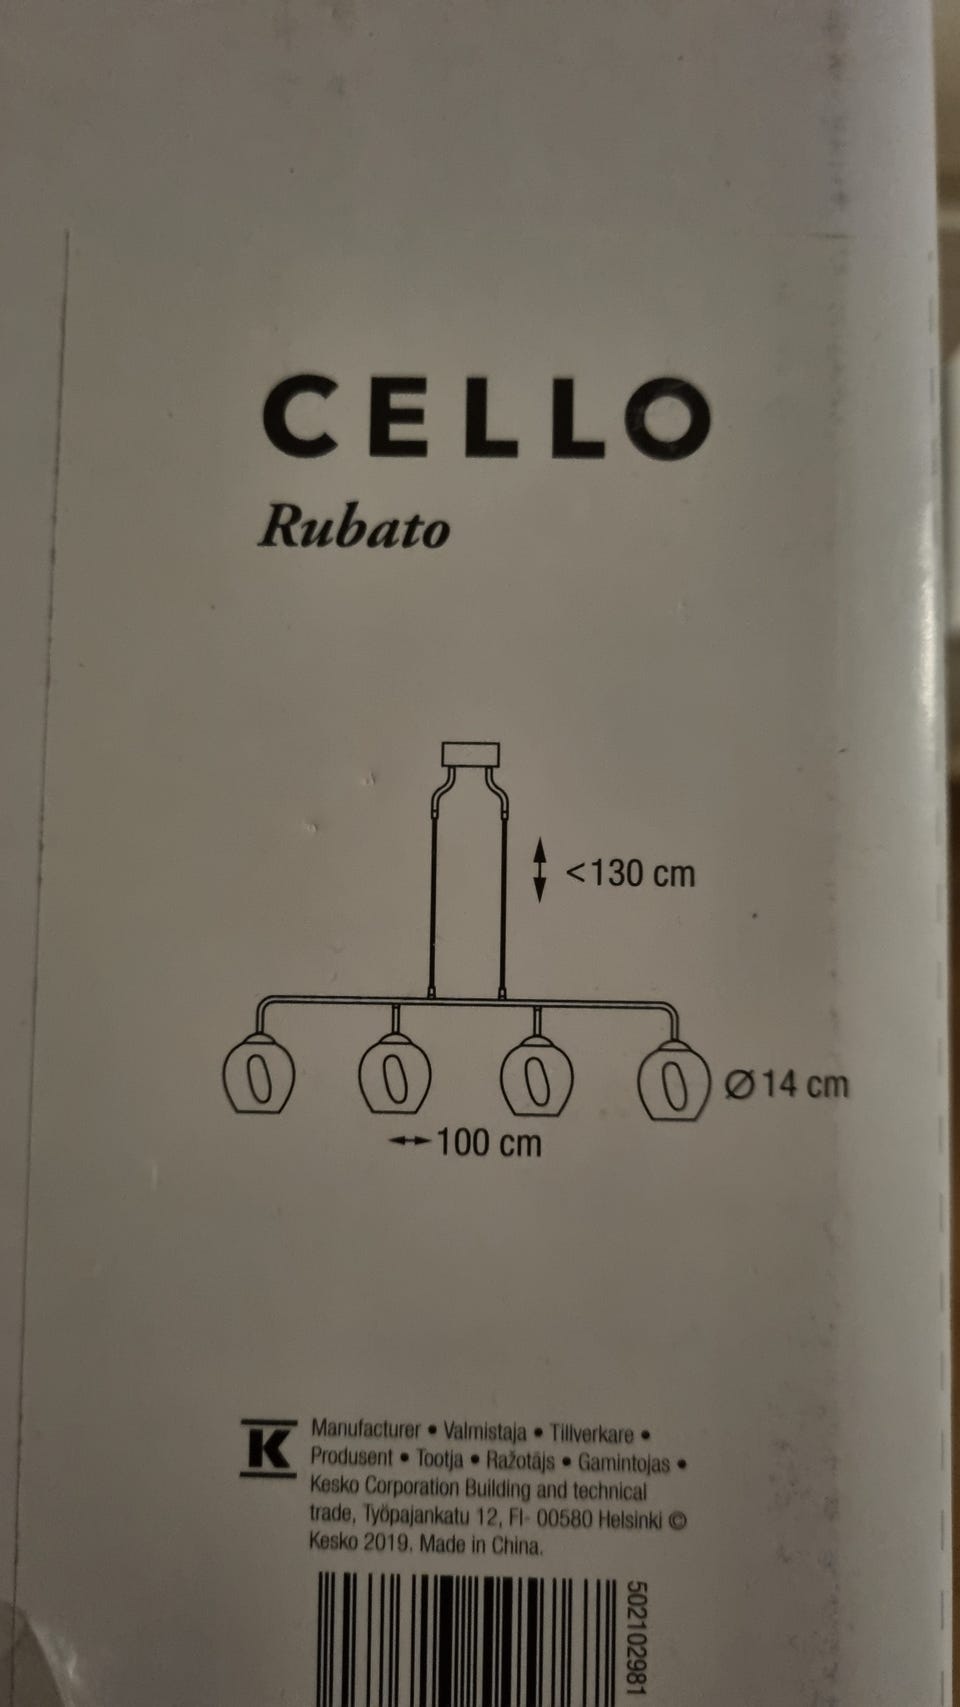 CELLO
Rubato
<130 cm
Ø14 cm
100 cm
K
Manufacturer • Valmistaja • Tillverkare •
Produsent • Tootja • Ražotājs • Gamintojas •
Kesko Corporation Building and technical
trade, Työpajankatu 12, FI- 00580 Helsinki ©
Kesko 2019. Made in China.
502102981